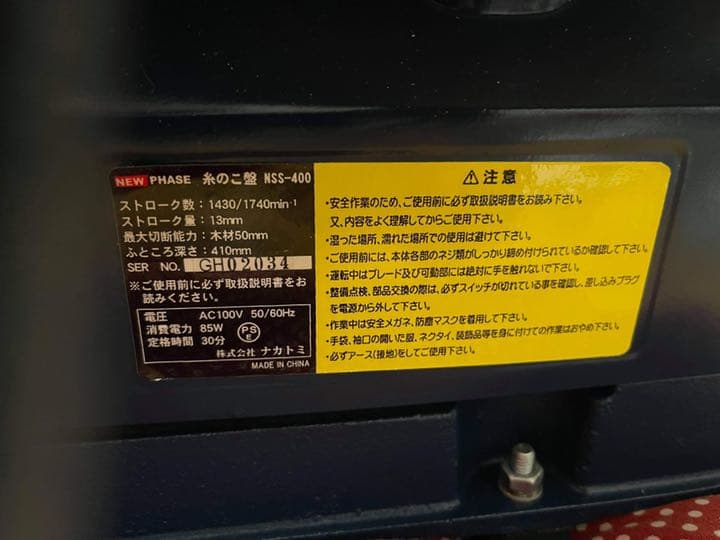 NEW PHASE 糸のこ盤 NSS-400
ストローク数:1430/1740min⁻¹
ストローク量:13mm
最大切断能力:木材50mm
ふところ深さ:410mm
SER NO. GH02034
※ご使用前に必ず取扱説明書をお
読みください。
電圧 AC100V 50/60Hz
消費電力 85W
定格時間 30分
PS
E
株式会社 ナカトミ
MADE IN CHINA
⚠注意
・安全作業のため、ご使用前に必ず取扱説明書をお読み下さい。
又、内容をよく理解してからご使用下さい。
・湿った場所、濡れた場所での使用は避けて下さい。
・ご使用前には、本体各部のネジ類がしっかり締め付けられているか確認して下さい。
・運転中はブレード及び可動部には絶対に手を触れないで下さい。
・整備点検、部品交換の際は、必ずスイッチが切れている事を確認し、差し込みプラグ
を電源から外して下さい。
・作業中は安全メガネ、防塵マスクを着用して下さい。
・手袋、袖口の開いた服、ネクタイ、装飾品等を身に付けての作業はおやめ下さい。
・必ずアース(接地)をしてご使用下さい。